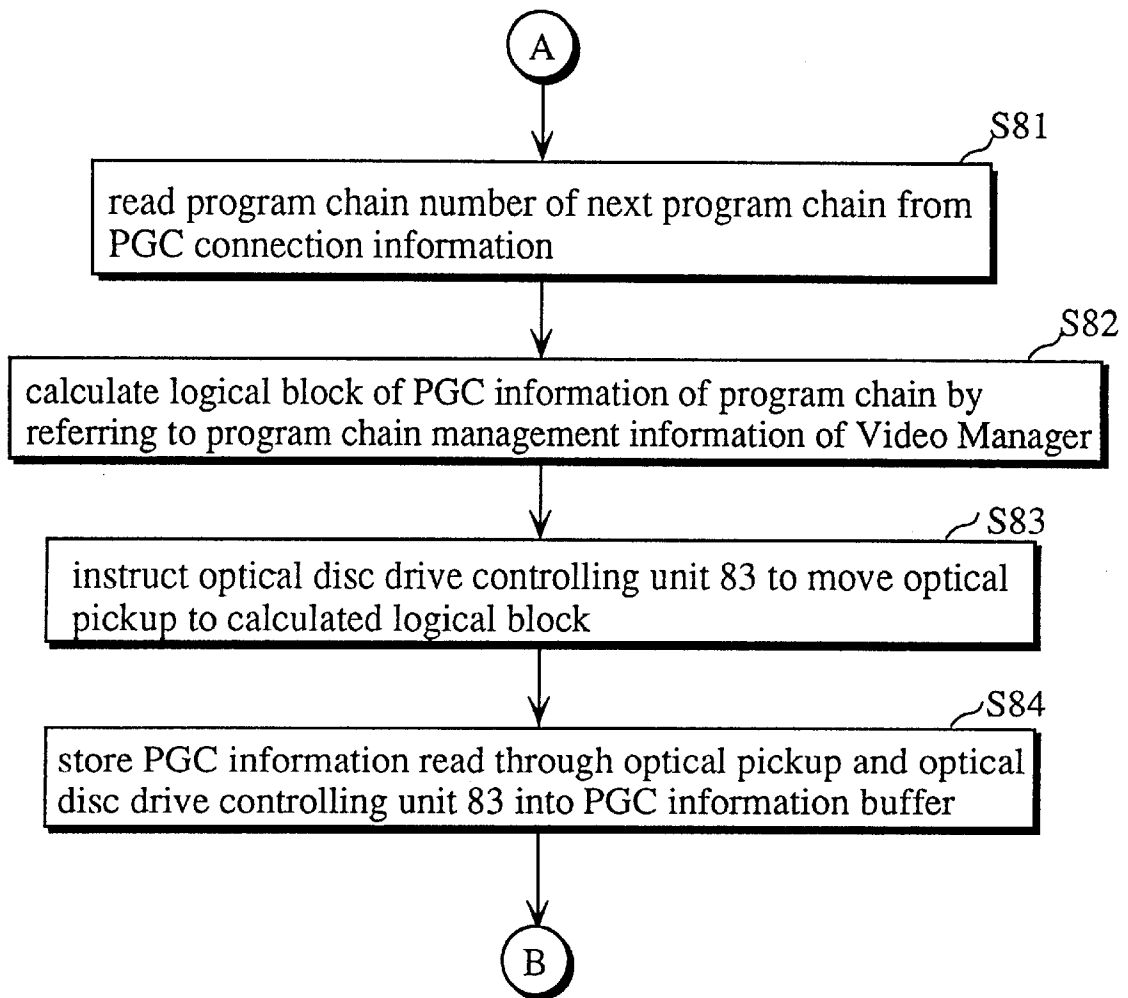 A
S81
read program chain number of next program chain from
PGC connection information
S82
calculate logical block of PGC information of program chain by
referring to program chain management information of Video Manager
S83
instruct optical disc drive controlling unit 83 to move optical
pickup to calculated logical block
S84
store PGC information read through optical pickup and optical
disc drive controlling unit 83 into PGC information buffer
B